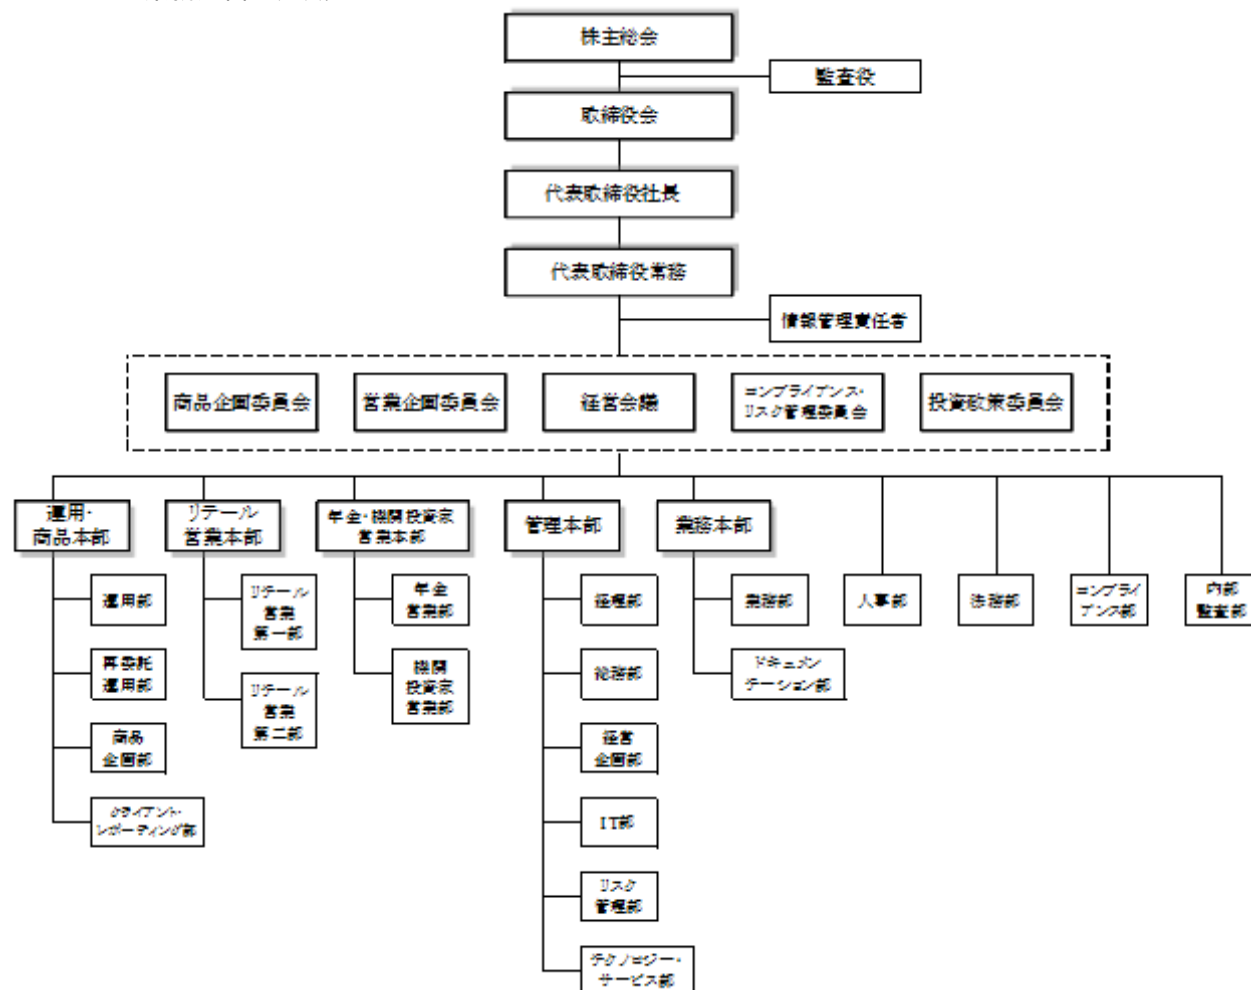 株主総会
監査役
取締役会
代表取締役社長
代表取締役常務
情報管理責任者
商品企画委員会
営業企画委員会
経営会議
コンプライアンス・
リスク管理委員会
投資政策委員会
運用・
商品本部
リテール
営業本部
年金・機関投資家
営業本部
管理本部
業務本部
運用部
再委託
運用部
商品
企画部
クライアント・
レポーティング部
リテール
営業
第一部
リテール
営業
第二部
年金
営業部
機関
投資家
営業部
経理部
総務部
経営
企画部
IT部
リスク
管理部
テクノロジー・
サービス部
業務部
ドキュメン
テーション部
人事部
法務部
コンプライ
アンス部
内部
監査部